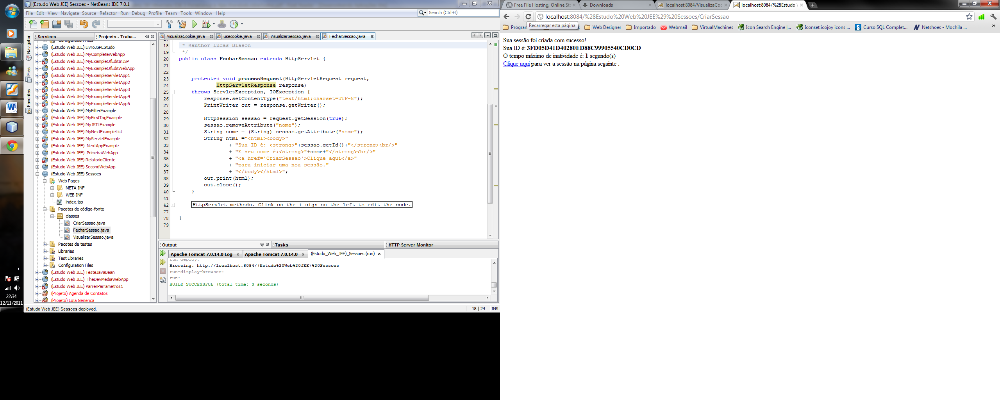 (Estudo Web JEE) Sessoes - NetBeans IDE 7.0.1
File Edit View Navigate Source Refactor Run Debug Profile Team Tools Window Help
Search (Ctrl+I)
Services
Projects - Traba...
Navigator
Files
Favorites
Configuration Files
(Estudo Web JEE) LivroJSPEStudo
(Estudo Web JEE) MyCompleteWebApp
(Estudo Web JEE) MyExampleOfEditInJSP
(Estudo Web JEE) MyExampleOfEditWebApp
(Estudo Web JEE) MyExampleServletApp1
(Estudo Web JEE) MyExampleServletApp2
(Estudo Web JEE) MyExampleServletApp3
(Estudo Web JEE) MyExampleServletApp4
(Estudo Web JEE) MyExampleServletApp5
(Estudo Web JEE) MyFilterExample
(Estudo Web JEE) MyFirstTagExample
(Estudo Web JEE) MyJSTLExample
(Estudo Web JEE) MyNextExampleList
(Estudo Web JEE) MyServletExample
(Estudo Web JEE) NextAppExample
(Estudo Web JEE) PrimeiraWebApp
(Estudo Web JEE) RelatorioCliente
(Estudo Web JEE) SecondWebApp
(Estudo Web JEE) Sessoes
Web Pages
META-INF
WEB-INF
index.jsp
Pacotes de código-fonte
classes
CriarSessao.java
FecharSessao.java
VisualizarSessao.java
Pacotes de testes
Libraries
Test Libraries
Configuration Files
(Estudo Web JEE) TesteJavaBean
(Estudo Web JEE) TheDevMediaWebApp
(Estudo Web JEE) VarrerParrametros1
(Projeto) Agenda de Contatos
(Projeto) Loja Generica
22:34
12/11/2011
VisualizaCookie.java usecookie.java VisualizarSessao.java FecharSessao.java
18 * @author Lucas Biason
19 */
20 public class FecharSessao extends HttpServlet {
21
22
23 protected void processRequest(HttpServletRequest request,
24 HttpServletResponse response)
25 throws ServletException, IOException {
26 response.setContentType("text/html;charset=UTF-8");
27 PrintWriter out = response.getWriter();
28
29 HttpSession sessao = request.getSession(true);
30 sessao.removeAttribute("nome");
31 String nome = (String) sessao.getAttribute("nome");
32 String html ="<html><body>"
33 + "Sua ID é: <strong>"+sessao.getId()+"</strong><br/>"
34 + "E seu nome é:<strong>"+nome+"</strong><br/>"
35 + "<a href='CriarSessao'>Clique aqui</a>"
36 + "para iniciar uma noa sessão."
37 + "</body></html>";
38 out.print(html);
39 out.close();
40 }
41
42 HttpServlet methods. Click on the + sign on the left to edit the code.
77
78 }
79
Output Tasks HTTP Server Monitor
Apache Tomcat 7.0.14.0 Log Apache Tomcat 7.0.14.0 (Estudo_Web_JEE)_Sessoes (run)
run-deploy:
Browsing: http://localhost:8084/(Estudo%20Web%20JEE)%20Sessoes
run-display-browser:
run:
BUILD SUCCESSFUL (total time: 3 seconds)
(Estudo Web JEE) Sessoes deployed.
18 | 24 INS
Free File Hosting, Online St
Downloads
localhost:8084/VisualizaCoo
localhost:8084/%28Estudo
localhost:8084/%28Estudo%20Web%20JEE%29%20Sessoes/CriarSessao
Recarregar esta página
Web Designer Importado Webmail VirtualMachines Icon Search Engine |... Iconset:icojoy icons ... Curso SQL Complet... Netshoes - Mochila ...
Sua sessão foi criada com sucesso!
Sua ID é: 3FD05D41D40280ED88C99905540CD0CD
O tempo máximo de inatividade é: 1 segundo(s)
Clique aqui para ver a sessão na página seguinte .